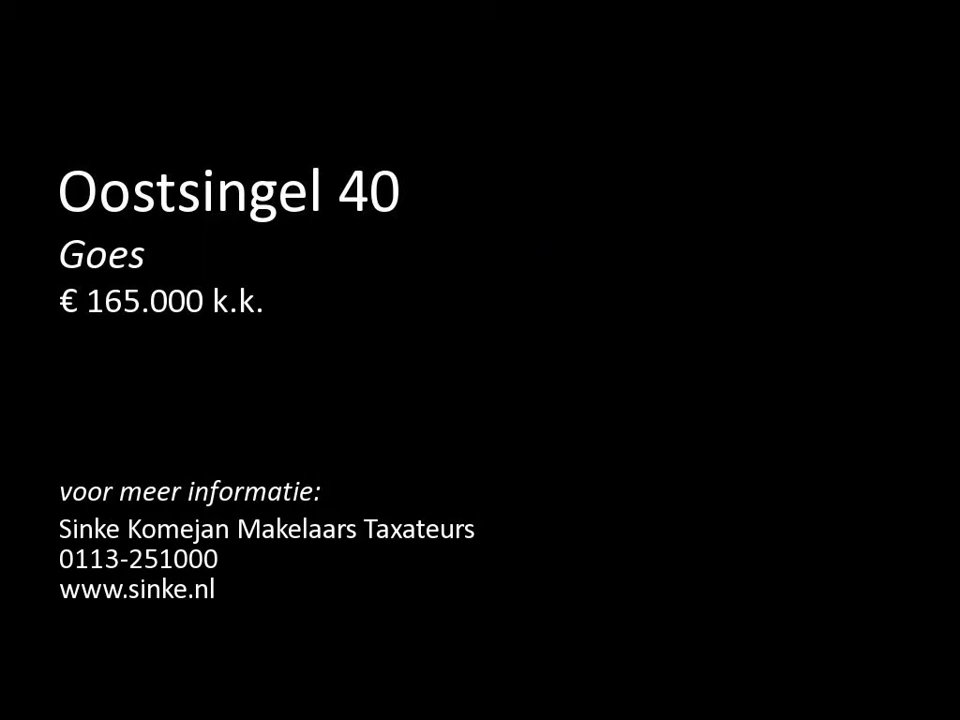 Oostsingel 40
Goes
€ 165.000 k.k.
voor meer informatie:
Sinke Komejan Makelaars Taxateurs
0113-251000
www.sinke.nl